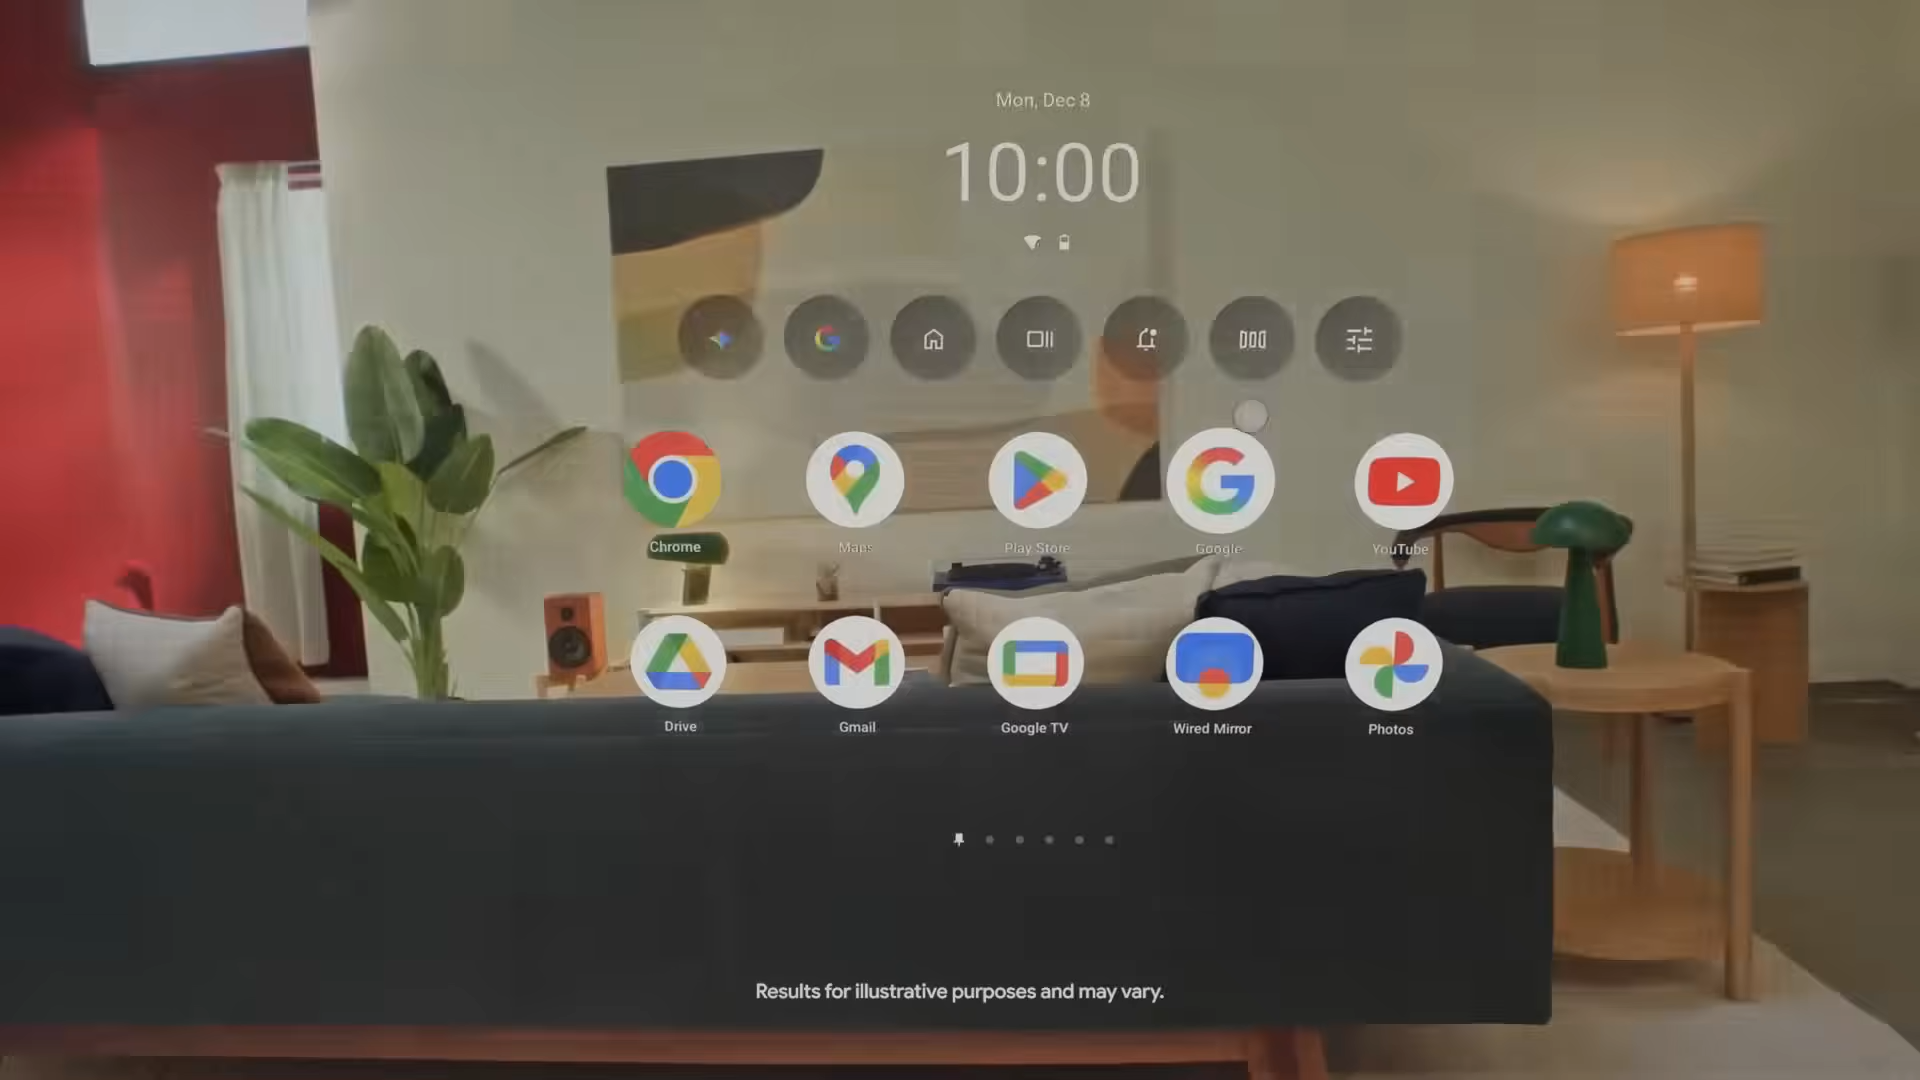 Mon, Dec 8
10:00
Chrome
Maps
Play Store
Google
YouTube
Drive
Gmail
Google TV
Wired Mirror
Photos
Results for illustrative purposes and may vary.